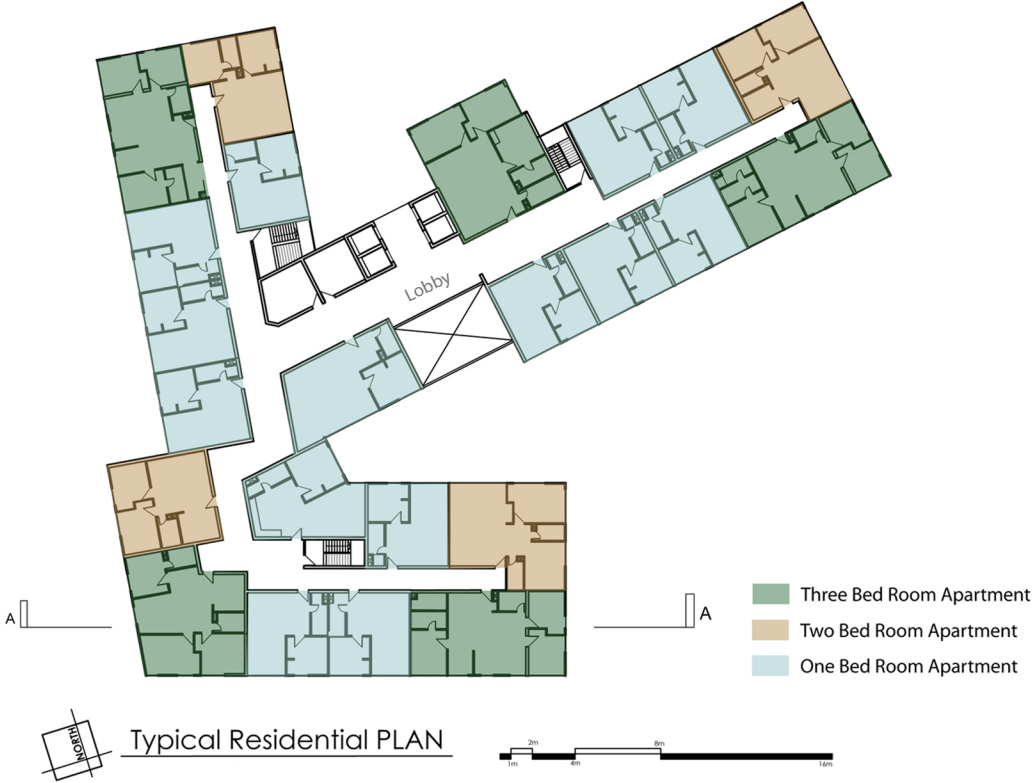 Lobby
A
A
Three Bed Room Apartment
Two Bed Room Apartment
One Bed Room Apartment
NORTH
Typical Residential PLAN
2m
8m
1m
4m
16m